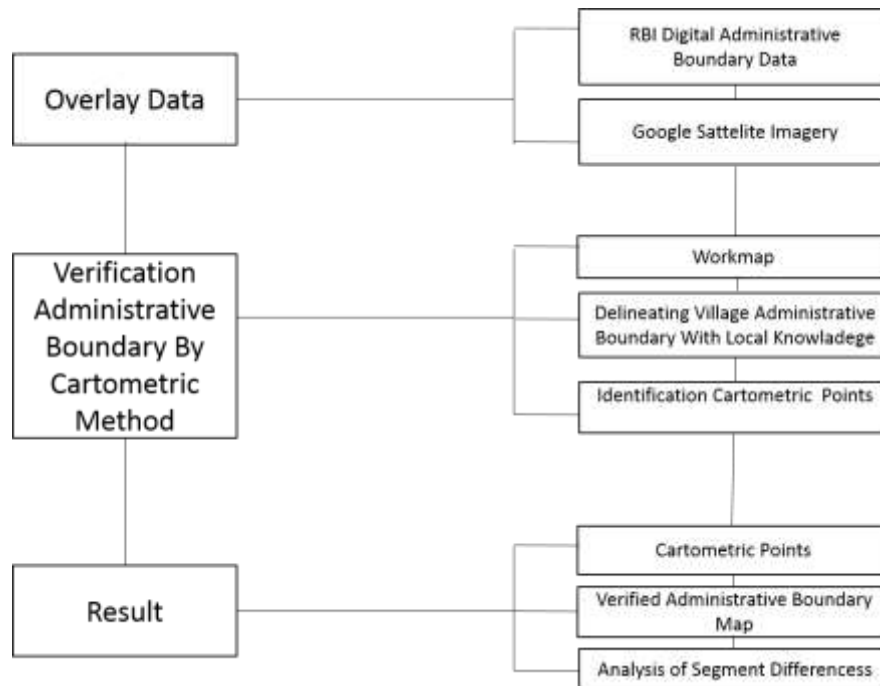 RBI Digital Administrative
Boundary Data
Overlay Data
Google Sattelite Imagery
Verification
Administrative
Boundary By
Cartometric
Method
Workmap
Delineating Village Administrative
Boundary With Local Knowladege
Identification Cartometric Points
Result
Cartometric Points
Verified Administrative Boundary
Map
Analysis of Segment Differencess